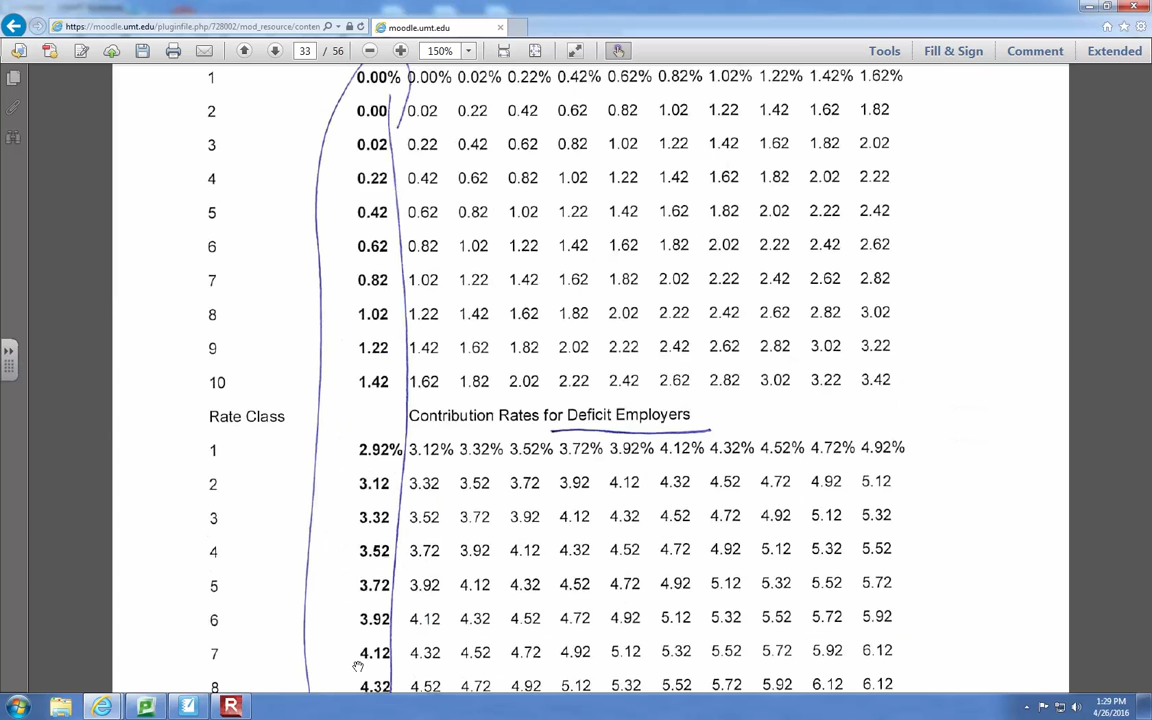 https://moodle.umt.edu/pluginfile.php/728002/mod_resource/conten
moodle.umt.edu
33 / 56
150%
Tools
Fill & Sign
Comment
Extended
1 0.00% 0.00% 0.02% 0.22% 0.42% 0.62% 0.82% 1.02% 1.22% 1.42% 1.62%
2 0.00 0.02 0.22 0.42 0.62 0.82 1.02 1.22 1.42 1.62 1.82
3 0.02 0.22 0.42 0.62 0.82 1.02 1.22 1.42 1.62 1.82 2.02
4 0.22 0.42 0.62 0.82 1.02 1.22 1.42 1.62 1.82 2.02 2.22
5 0.42 0.62 0.82 1.02 1.22 1.42 1.62 1.82 2.02 2.22 2.42
6 0.62 0.82 1.02 1.22 1.42 1.62 1.82 2.02 2.22 2.42 2.62
7 0.82 1.02 1.22 1.42 1.62 1.82 2.02 2.22 2.42 2.62 2.82
8 1.02 1.22 1.42 1.62 1.82 2.02 2.22 2.42 2.62 2.82 3.02
9 1.22 1.42 1.62 1.82 2.02 2.22 2.42 2.62 2.82 3.02 3.22
10 1.42 1.62 1.82 2.02 2.22 2.42 2.62 2.82 3.02 3.22 3.42
Rate Class Contribution Rates for Deficit Employers
1 2.92% 3.12% 3.32% 3.52% 3.72% 3.92% 4.12% 4.32% 4.52% 4.72% 4.92%
2 3.12 3.32 3.52 3.72 3.92 4.12 4.32 4.52 4.72 4.92 5.12
3 3.32 3.52 3.72 3.92 4.12 4.32 4.52 4.72 4.92 5.12 5.32
4 3.52 3.72 3.92 4.12 4.32 4.52 4.72 4.92 5.12 5.32 5.52
5 3.72 3.92 4.12 4.32 4.52 4.72 4.92 5.12 5.32 5.52 5.72
6 3.92 4.12 4.32 4.52 4.72 4.92 5.12 5.32 5.52 5.72 5.92
7 4.12 4.32 4.52 4.72 4.92 5.12 5.32 5.52 5.72 5.92 6.12
8 4.32 4.52 4.72 4.92 5.12 5.32 5.52 5.72 5.92 6.12 6.12
1:29 PM
4/26/2016